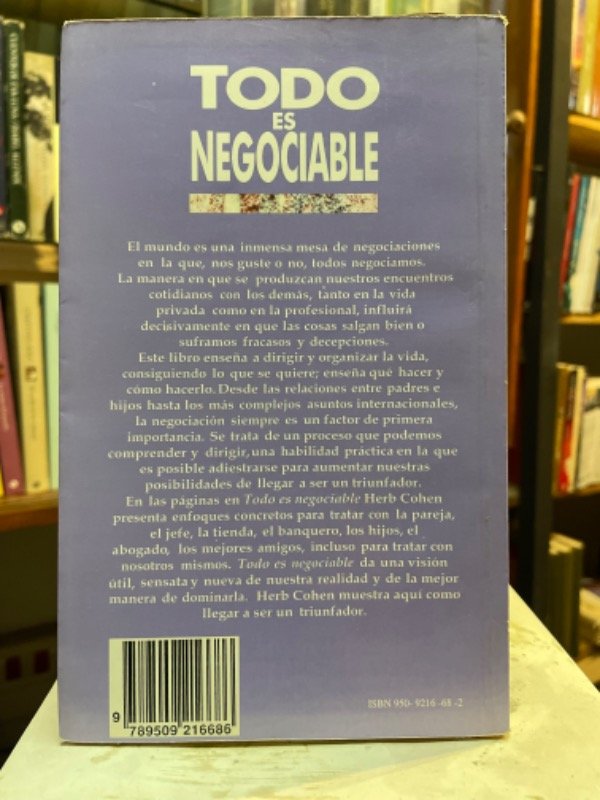 TODO
ES
NEGOCIABLE
El mundo es una inmensa mesa de negociaciones
en la que, nos guste o no, todos negociamos.
La manera en que se produzcan nuestros encuentros
cotidianos con los demás, tanto en la vida
privada como en la profesional, influirá
decisivamente en que las cosas salgan bien o
suframos fracasos y decepciones.
Este libro enseña a dirigir y organizar la vida,
consiguiendo lo que se quiere; enseña qué hacer y
cómo hacerlo. Desde las relaciones entre padres e
hijos hasta los más complejos asuntos internacionales,
la negociación siempre es un factor de primera
importancia. Se trata de un proceso que podemos
comprender y dirigir, una habilidad práctica en la que
es posible adiestrarse para aumentar nuestras
posibilidades de llegar a ser un triunfador.
En las páginas en Todo es negociable Herb Cohen
presenta enfoques concretos para tratar con la pareja,
el jefe, la tienda, el banquero, los hijos, el
abogado, los mejores amigos, incluso para tratar con
nosotros mismos. Todo es negociable da una visión
útil, sensata y nueva de nuestra realidad y de la mejor
manera de dominarla. Herb Cohen muestra aquí como
llegar a ser un triunfador.
ISBN 950- 9216 -68 -2
9 789509 216686